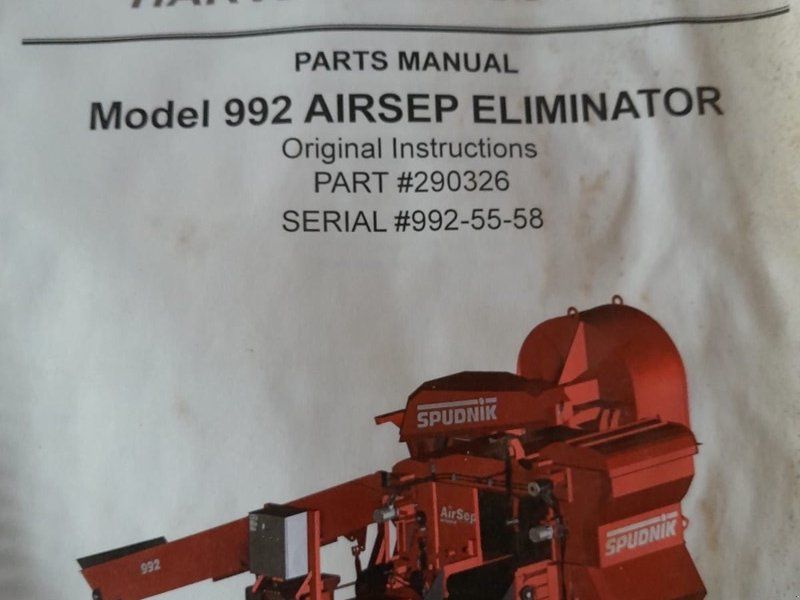 PARTS MANUAL
Model 992 AIRSEP ELIMINATOR
Original Instructions
PART #290326
SERIAL #992-55-58
SPUDNIK
AirSep
992
SPUDNIK